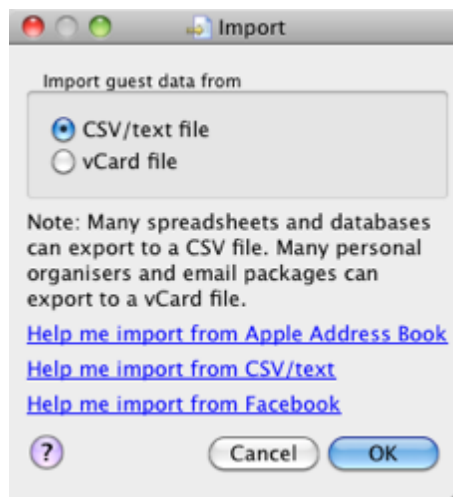 Import
Import guest data from
CSV/text file
vCard file
Note: Many spreadsheets and databases
can export to a CSV file. Many personal
organisers and email packages can
export to a vCard file.
Help me import from Apple Address Book
Help me import from CSV/text
Help me import from Facebook
? Cancel OK